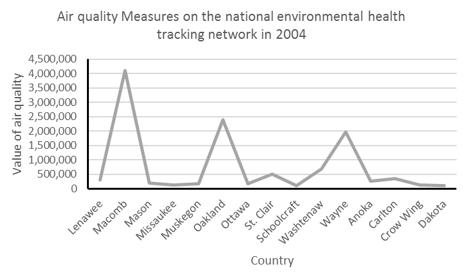 Air quality Measures on the national environmental health
tracking network in 2004
Value of air quality
4,500,000
4,000,000
3,500,000
3,000,000
2,500,000
2,000,000
1,500,000
1,000,000
500,000
0
Lenawee
Macomb
Mason
Missaukee
Muskegon
Oakland
Ottawa
St. Clair
Schoolcraft
Washtenaw
Wayne
Anoka
Carlton
Crow Wing
Dakota
Country